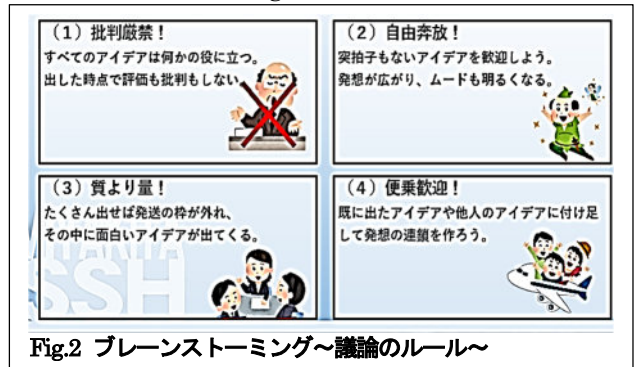 (1) 批判厳禁!
すべてのアイデアは何かの役に立つ。
出した時点で評価も批判もしない。
(2) 自由奔放!
突拍子もないアイデアを歓迎しよう。
発想が広がり、ムードも明るくなる。
(3) 質より量!
たくさん出せば発送の枠が外れ、
その中に面白いアイデアが出てくる。
(4) 便乗歓迎!
既に出たアイデアや他人のアイデアに付け足
して発想の連鎖を作ろう。
SSH
Fig.2 ブレーンストーミング~議論のルール~